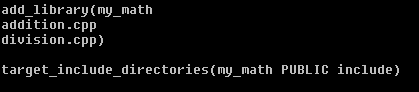 add_library(my_math
addition.cpp
division.cpp)
target_include_directories(my_math PUBLIC include)